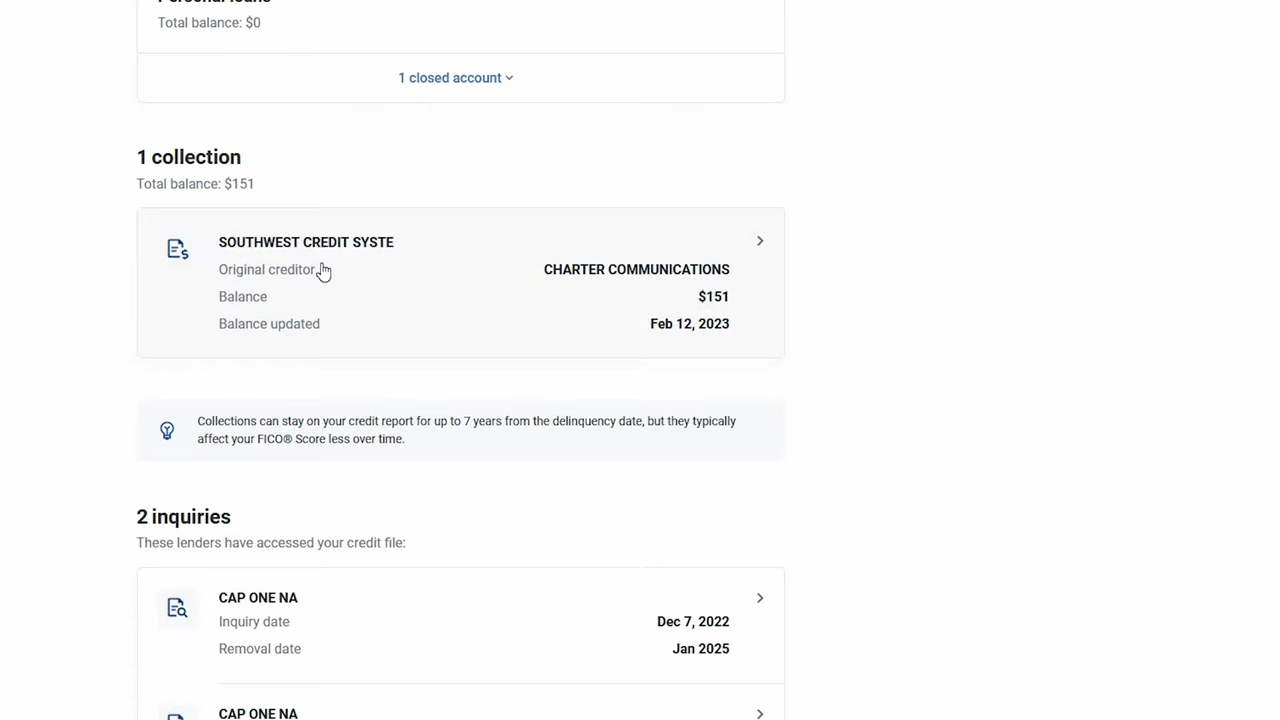 Personal loans
Total balance: $0
1 closed account
1 collection
Total balance: $151
SOUTHWEST CREDIT SYSTE
Original creditor CHARTER COMMUNICATIONS
Balance $151
Balance updated Feb 12, 2023
Collections can stay on your credit report for up to 7 years from the delinquency date, but they typically
affect your FICO® Score less over time.
2 inquiries
These lenders have accessed your credit file:
CAP ONE NA
Inquiry date Dec 7, 2022
Removal date Jan 2025
CAP ONE NA